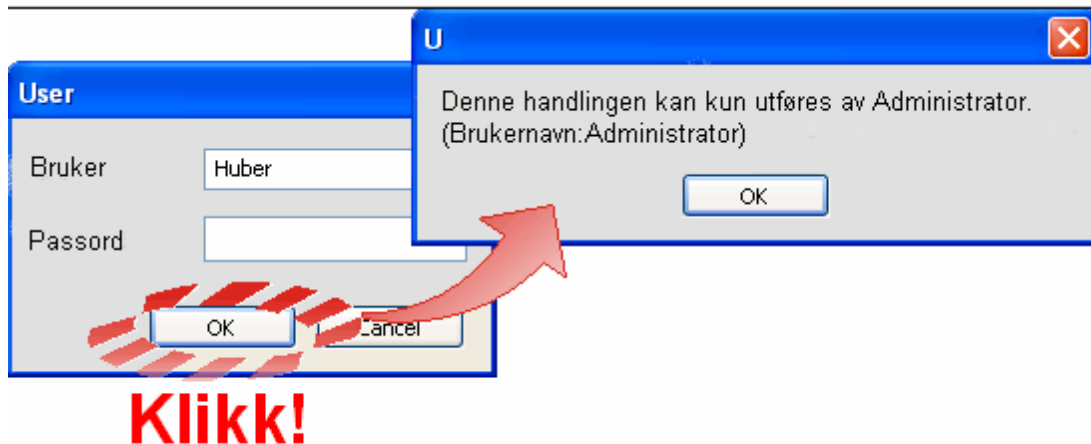 User
Bruker
Huber
Passord
OK
Cancel
Klikk!
U
Denne handlingen kan kun utføres av Administrator.
(Brukernavn:Administrator)
OK